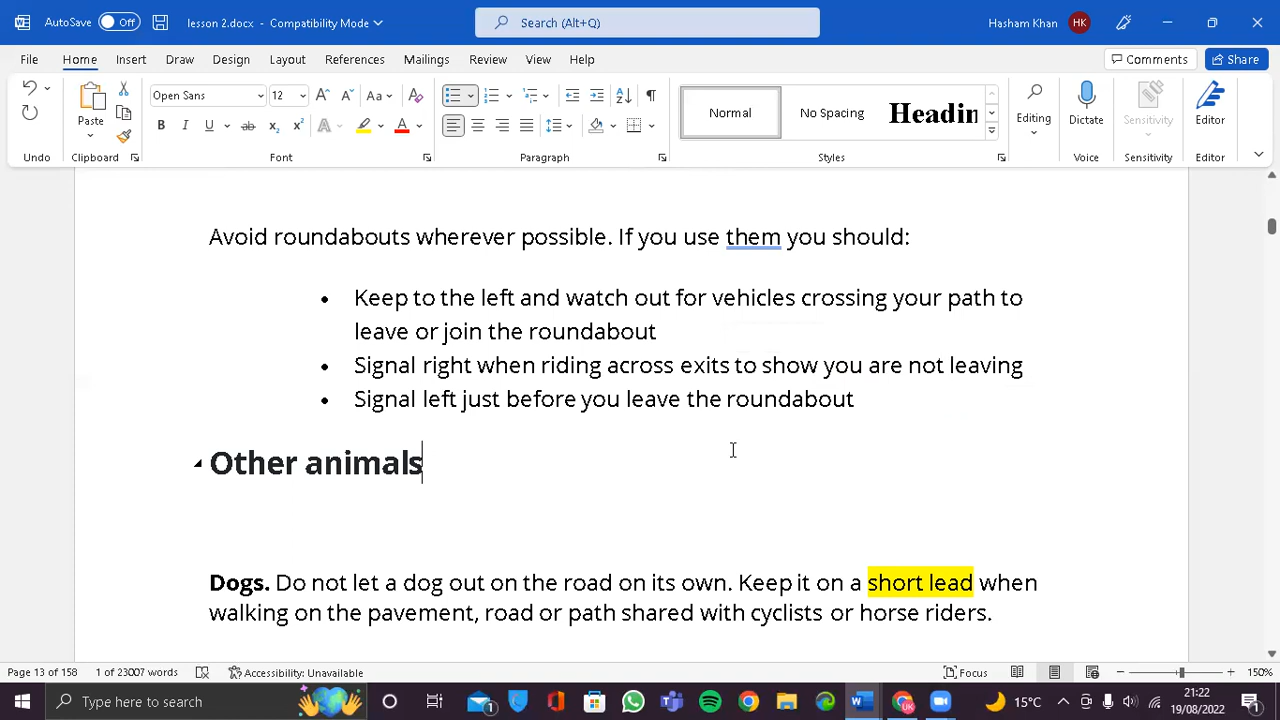 AutoSave Off lesson 2.docx - Compatibility Mode Search (Alt+Q) Hasham Khan HK
File Home Insert Draw Design Layout References Mailings Review View Help Comments Share
Open Sans 12 Aa A Normal No Spacing Headin
Paste B I U ab x₂ x² A A Editing Dictate Sensitivity Editor
Undo Clipboard Font Paragraph Styles Voice Sensitivity Editor
Avoid roundabouts wherever possible. If you use them you should:
• Keep to the left and watch out for vehicles crossing your path to
leave or join the roundabout
• Signal right when riding across exits to show you are not leaving
• Signal left just before you leave the roundabout
Other animals
Dogs. Do not let a dog out on the road on its own. Keep it on a short lead when
walking on the pavement, road or path shared with cyclists or horse riders.
Page 13 of 158 1 of 23007 words Accessibility: Unavailable Focus 150%
Type here to search 1 UK 15°C 21:22
19/08/2022 1